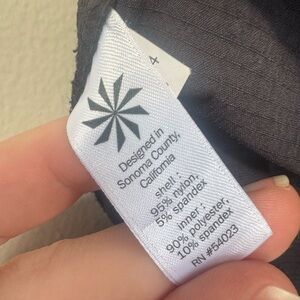 4
Designed in
Sonoma County,
California
shell :
95% nylon,
5% spandex
inner :
90% polyester,
10% spandex
RN #54023